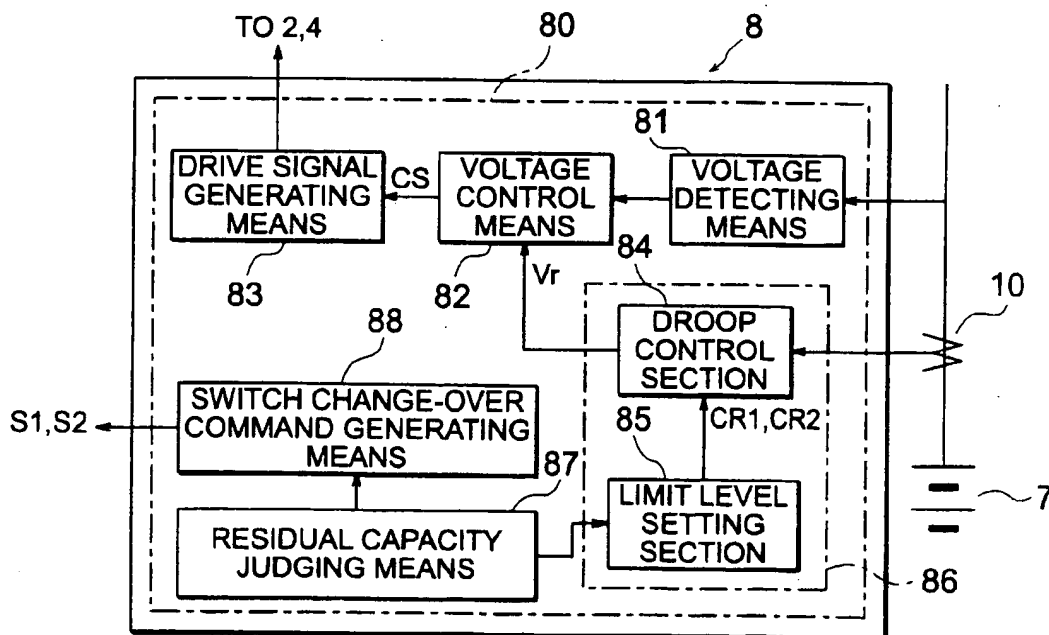 TO 2,4
80
8
81
DRIVE SIGNAL
GENERATING
MEANS
CS
VOLTAGE
CONTROL
MEANS
VOLTAGE
DETECTING
MEANS
83
82
Vr
84
10
DROOP
CONTROL
SECTION
88
SWITCH CHANGE-OVER
COMMAND GENERATING
MEANS
S1,S2
85
CR1,CR2
87
LIMIT LEVEL
SETTING
SECTION
7
RESIDUAL CAPACITY
JUDGING MEANS
86